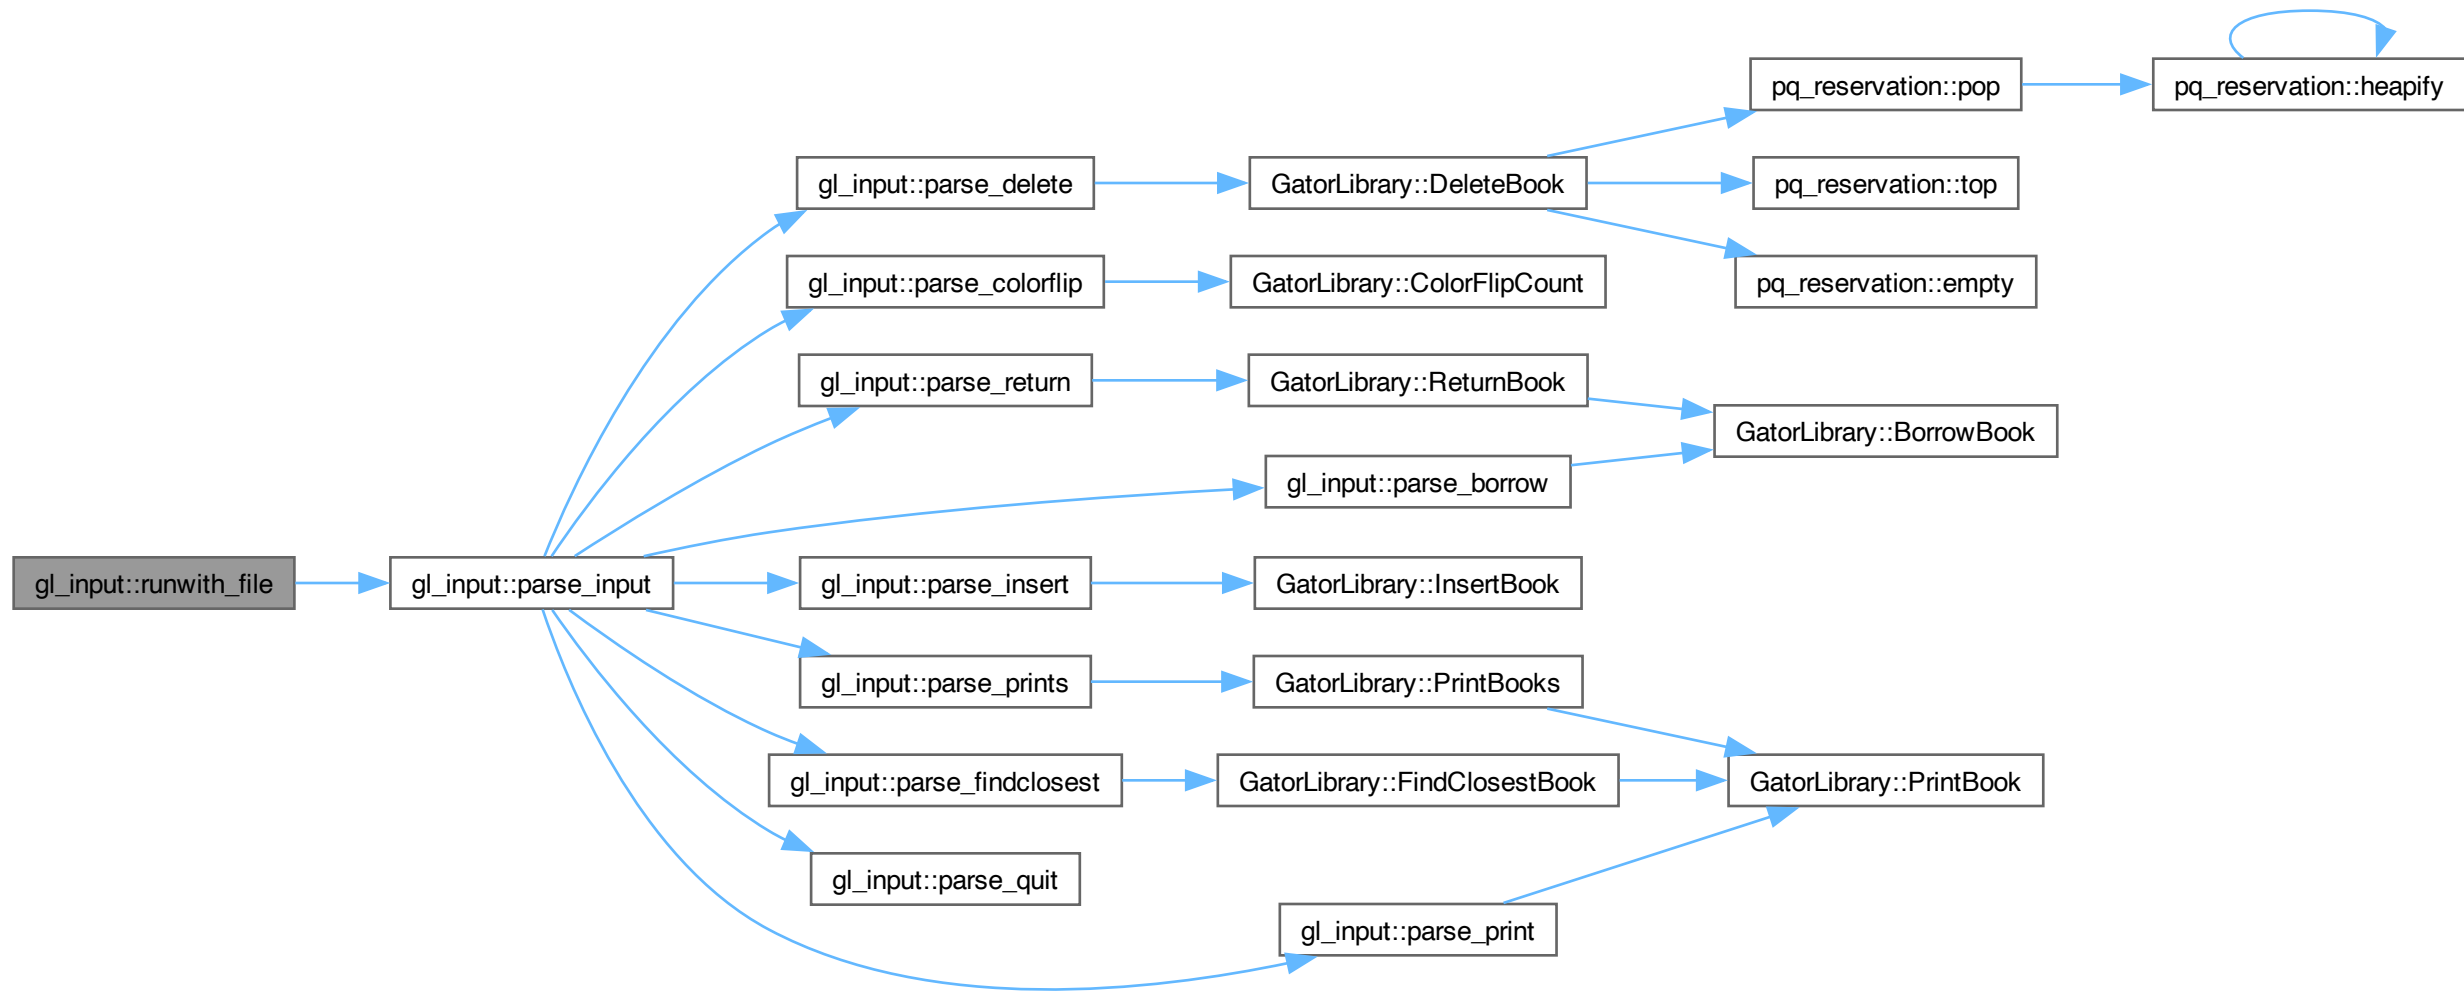 pq_reservation::pop
pq_reservation::heapify
gl_input::parse_delete
GatorLibrary::DeleteBook
pq_reservation::top
gl_input::parse_colorflip
GatorLibrary::ColorFlipCount
pq_reservation::empty
gl_input::parse_return
GatorLibrary::ReturnBook
GatorLibrary::BorrowBook
gl_input::parse_borrow
gl_input::runwith_file
gl_input::parse_input
gl_input::parse_insert
GatorLibrary::InsertBook
gl_input::parse_prints
GatorLibrary::PrintBooks
gl_input::parse_findclosest
GatorLibrary::FindClosestBook
GatorLibrary::PrintBook
gl_input::parse_quit
gl_input::parse_print